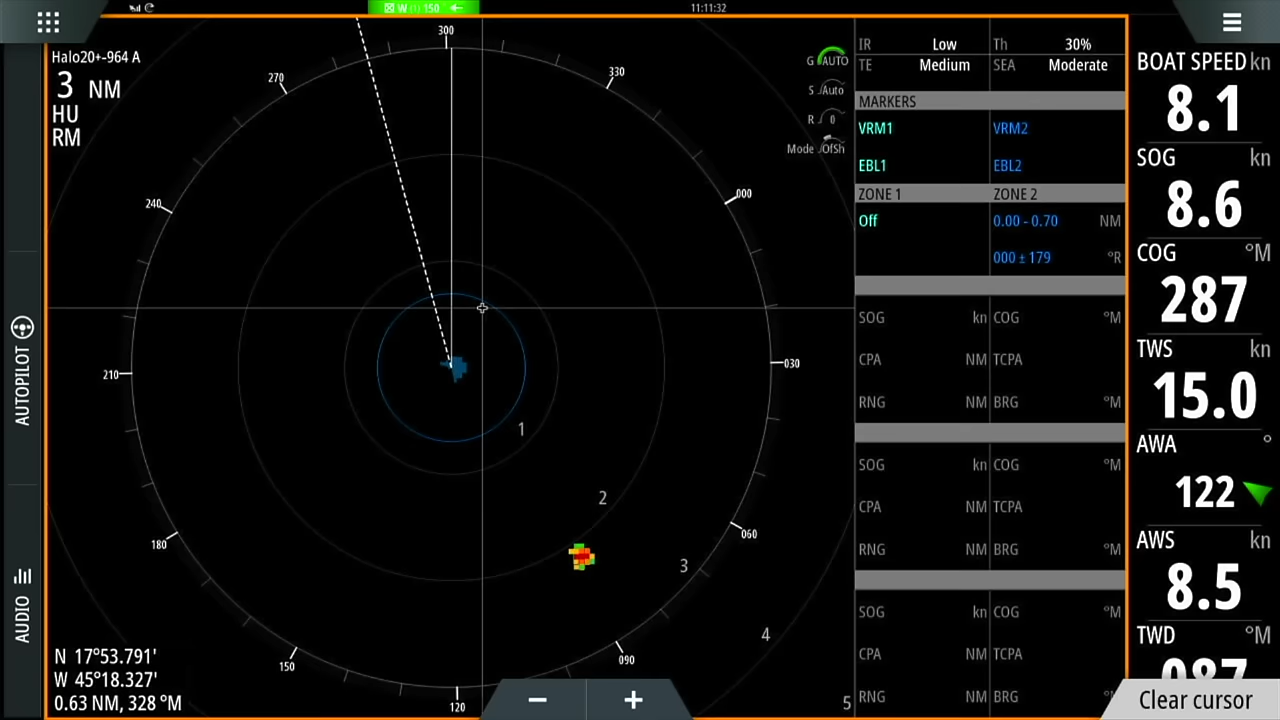 W (1) 150
11:11:32
Halo20+-964 A
3 NM
HU
RM
300
330
000
030
060
090
120
150
180
210
240
270
1
2
3
4
5
G AUTO
S Auto
R 0
Mode OfSh
IR Low Th 30%
TE Medium SEA Moderate
MARKERS
VRM1 VRM2
EBL1 EBL2
ZONE 1 ZONE 2
Off 0.00 - 0.70 NM
000 ± 179 °R
SOG kn COG °M
CPA NM TCPA
RNG NM BRG °M
SOG kn COG °M
CPA NM TCPA
RNG NM BRG °M
SOG kn COG °M
CPA NM TCPA
RNG NM BRG °M
BOAT SPEED kn
8.1
SOG kn
8.6
COG °M
287
TWS kn
15.0
AWA °
122
AWS kn
8.5
TWD °M
087
AUTOPILOT
AUDIO
N 17°53.791'
W 45°18.327'
0.63 NM, 328 °M
− +
Clear cursor